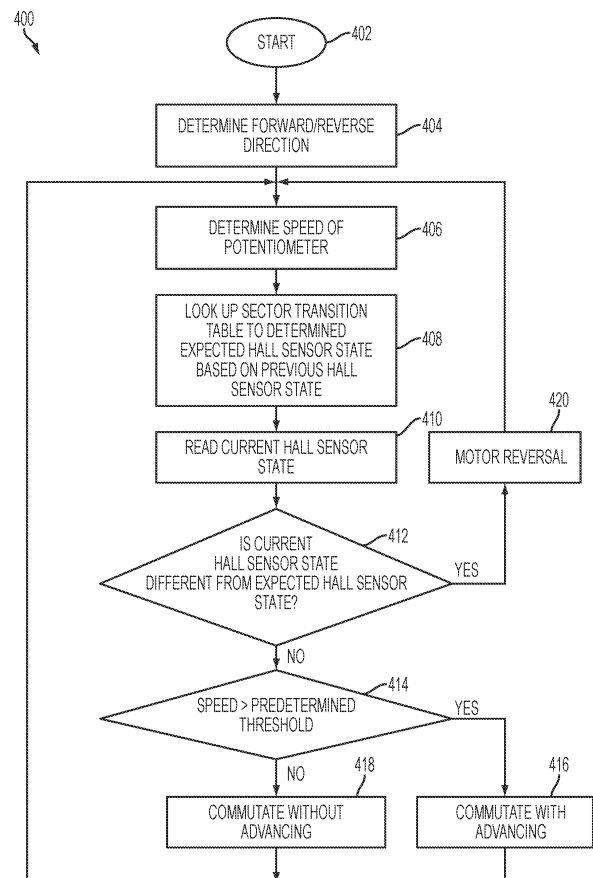 400
START
402
DETERMINE FORWARD/REVERSE
DIRECTION
404
DETERMINE SPEED OF
POTENTIOMETER
406
LOOK UP SECTOR TRANSITION
TABLE TO DETERMINED
EXPECTED HALL SENSOR STATE
BASED ON PREVIOUS HALL
SENSOR STATE
408
410
READ CURRENT HALL SENSOR
STATE
420
MOTOR REVERSAL
412
IS CURRENT
HALL SENSOR STATE
DIFFERENT FROM EXPECTED HALL SENSOR
STATE?
YES
NO
414
SPEED > PREDETERMINED
THRESHOLD
YES
NO
418
COMMUTATE WITHOUT
ADVANCING
416
COMMUTATE WITH
ADVANCING